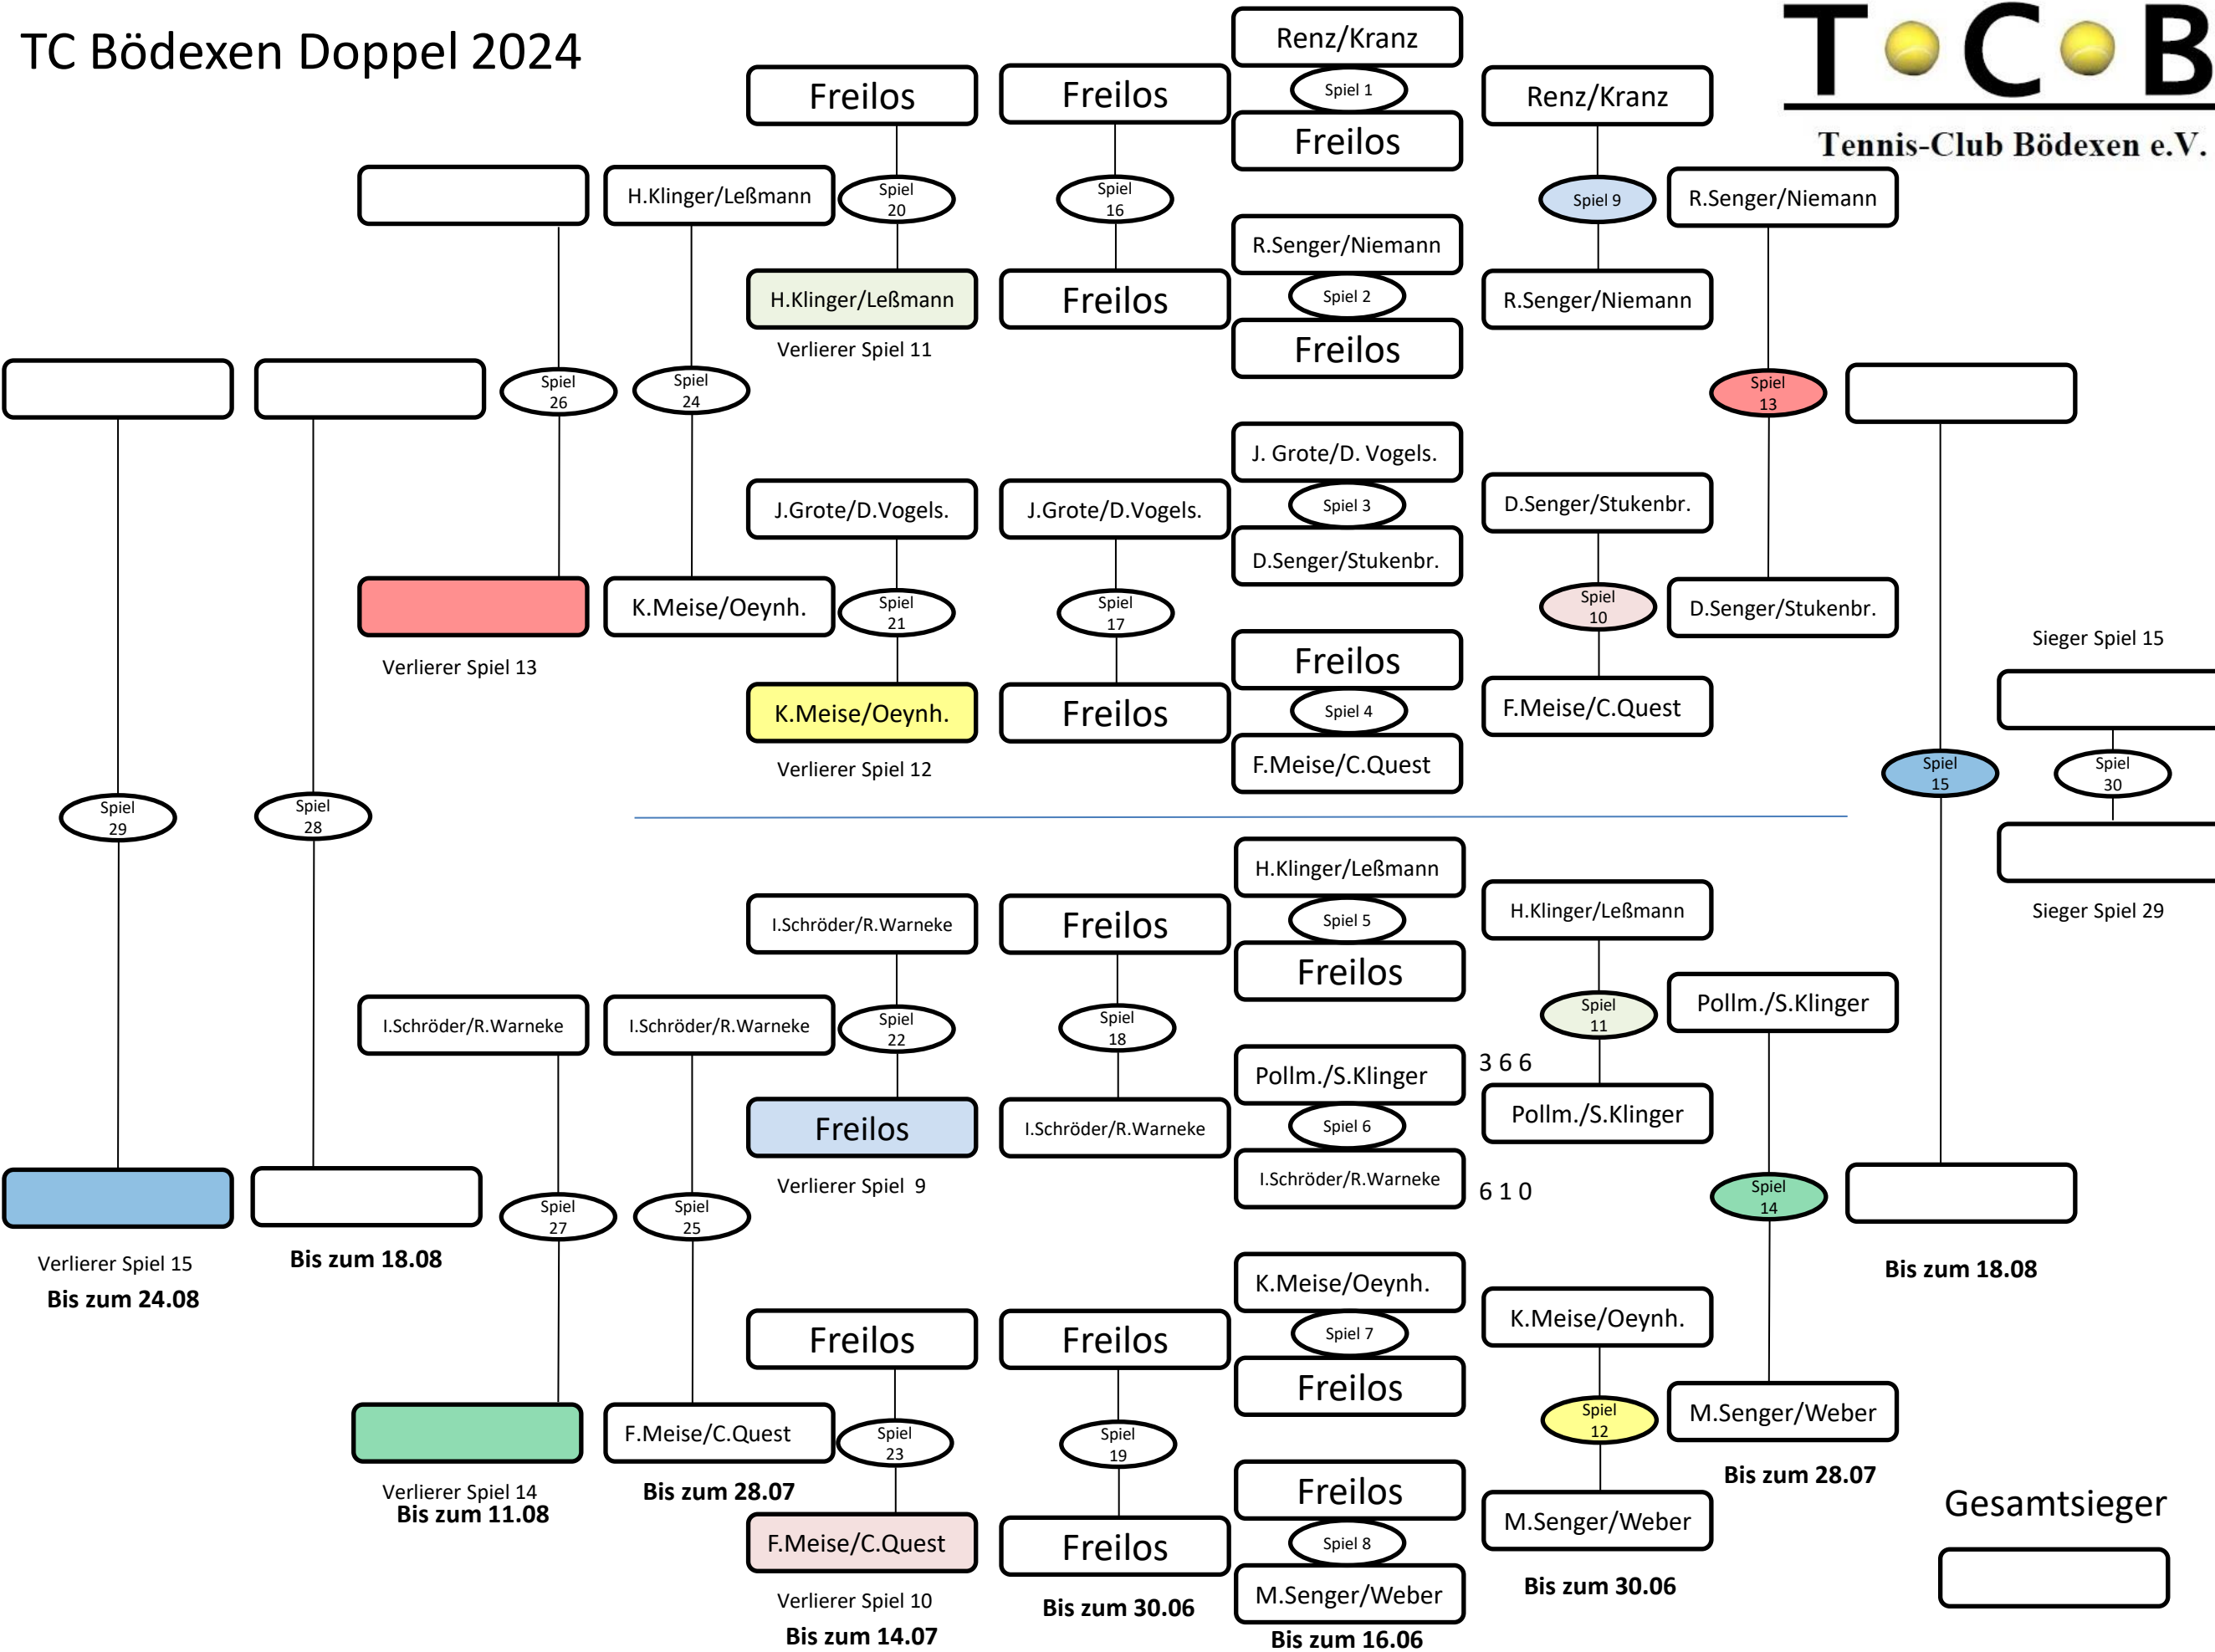 TC Bödexen Doppel 2024
T C B
Tennis-Club Bödexen e.V.
Renz/Kranz
Freilos
Freilos
Spiel 1
Renz/Kranz
Freilos
H.Klinger/Leßmann
Spiel
20
Spiel
16
Spiel 9
R.Senger/Niemann
R.Senger/Niemann
H.Klinger/Leßmann
Freilos
Spiel 2
R.Senger/Niemann
Verlierer Spiel 11
Freilos
Spiel
26
Spiel
24
Spiel
13
J. Grote/D. Vogels.
J.Grote/D.Vogels.
J.Grote/D.Vogels.
Spiel 3
D.Senger/Stukenbr.
D.Senger/Stukenbr.
K.Meise/Oeynh.
Spiel
21
Spiel
17
Spiel
10
D.Senger/Stukenbr.
Verlierer Spiel 13
Freilos
Sieger Spiel 15
K.Meise/Oeynh.
Freilos
Spiel 4
F.Meise/C.Quest
Verlierer Spiel 12
F.Meise/C.Quest
Spiel
15
Spiel
30
Spiel
29
Spiel
28
H.Klinger/Leßmann
I.Schröder/R.Warneke
Freilos
Spiel 5
H.Klinger/Leßmann
Sieger Spiel 29
Freilos
I.Schröder/R.Warneke
I.Schröder/R.Warneke
Spiel
22
Spiel
18
Spiel
11
Pollm./S.Klinger
Pollm./S.Klinger
3 6 6
Freilos
I.Schröder/R.Warneke
Spiel 6
Pollm./S.Klinger
Verlierer Spiel 9
I.Schröder/R.Warneke
6 1 0
Spiel
27
Spiel
25
Spiel
14
Verlierer Spiel 15
Bis zum 24.08
Bis zum 18.08
Bis zum 18.08
K.Meise/Oeynh.
Freilos
Freilos
Spiel 7
K.Meise/Oeynh.
Freilos
F.Meise/C.Quest
Spiel
23
Spiel
19
Spiel
12
M.Senger/Weber
Verlierer Spiel 14
Bis zum 11.08
Bis zum 28.07
Freilos
Bis zum 28.07
F.Meise/C.Quest
Freilos
Spiel 8
M.Senger/Weber
Gesamtsieger
Verlierer Spiel 10
Bis zum 14.07
Bis zum 30.06
M.Senger/Weber
Bis zum 16.06
Bis zum 30.06